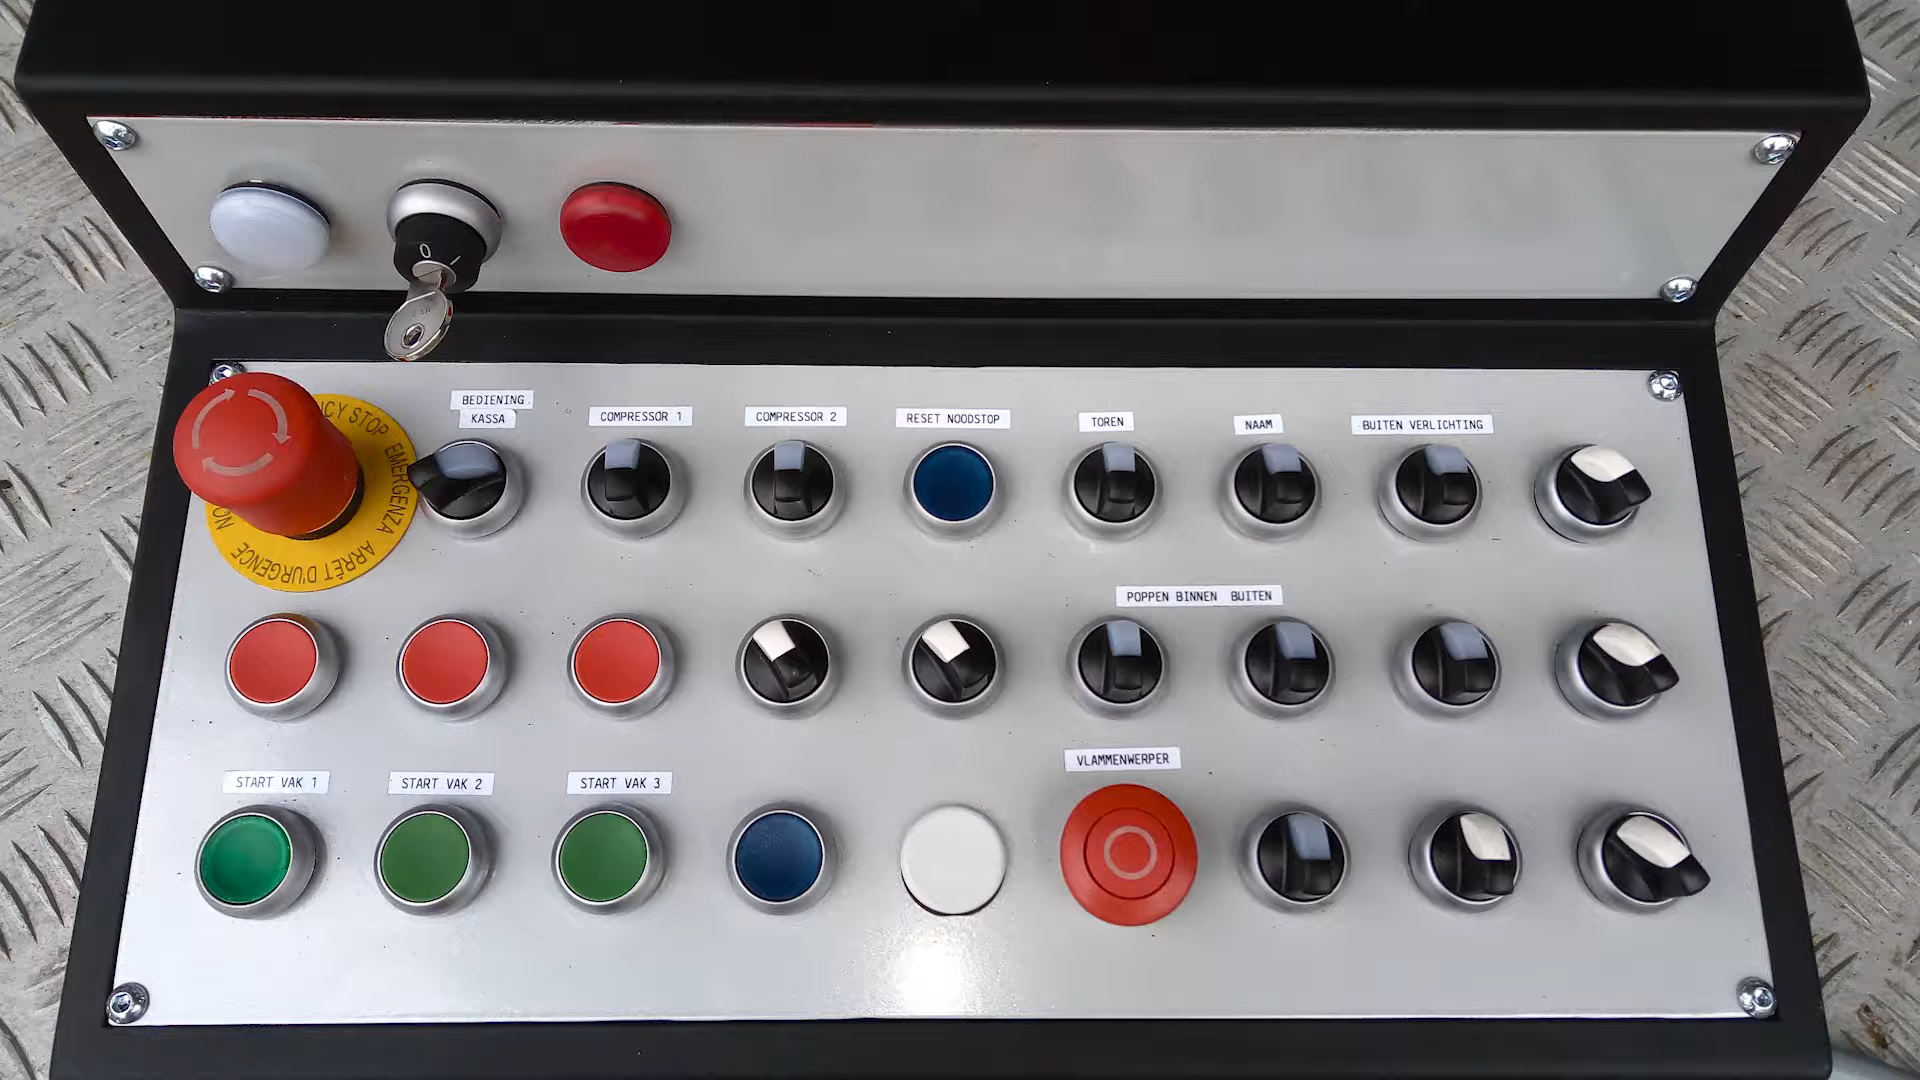 0
BEDIENING
KASSA
COMPRESSOR 1
COMPRESSOR 2
RESET NOODSTOP
TOREN
NAAM
BUITEN VERLICHTING
STOP EMERGENZA ARRÊT D'URGENCE
POPPEN BINNEN BUITEN
VLAMMENWERPER
START VAK 1
START VAK 2
START VAK 3